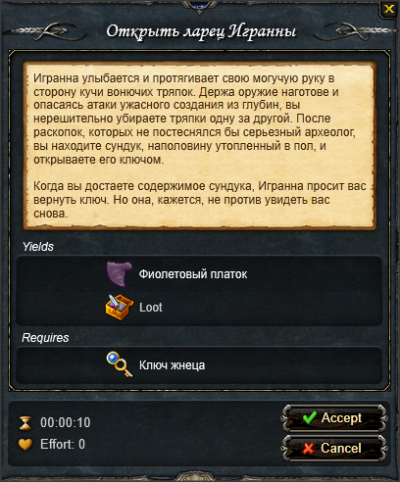 Открыть ларец Игранны
Игранна улыбается и протягивает свою могучую руку в
сторону кучи вонючих тряпок. Держа оружие наготове и
опасаясь атаки ужасного создания из глубин, вы
нерешительно убираете тряпки одну за другой. После
раскопок, которых не постеснялся бы серьезный археолог,
вы находите сундук, наполовину утопленный в пол, и
открываете его ключом.
Когда вы достаете содержимое сундука, Игранна просит вас
вернуть ключ. Но она, кажется, не против увидеть вас
снова.
Yields
Фиолетовый платок
Loot
Requires
Ключ жнеца
00:00:10
Accept
Effort: 0
Cancel